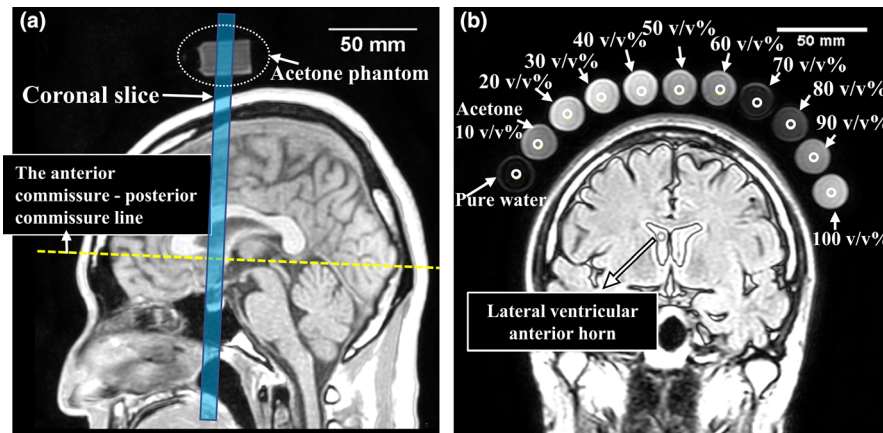 (a)
50 mm
Acetone phantom
Coronal slice
The anterior
commissure - posterior
commissure line
(b)
50 mm
50 v/v%
40 v/v%
60 v/v%
30 v/v%
70 v/v%
20 v/v%
80 v/v%
Acetone
10 v/v%
90 v/v%
Pure water
100 v/v%
Lateral ventricular
anterior horn